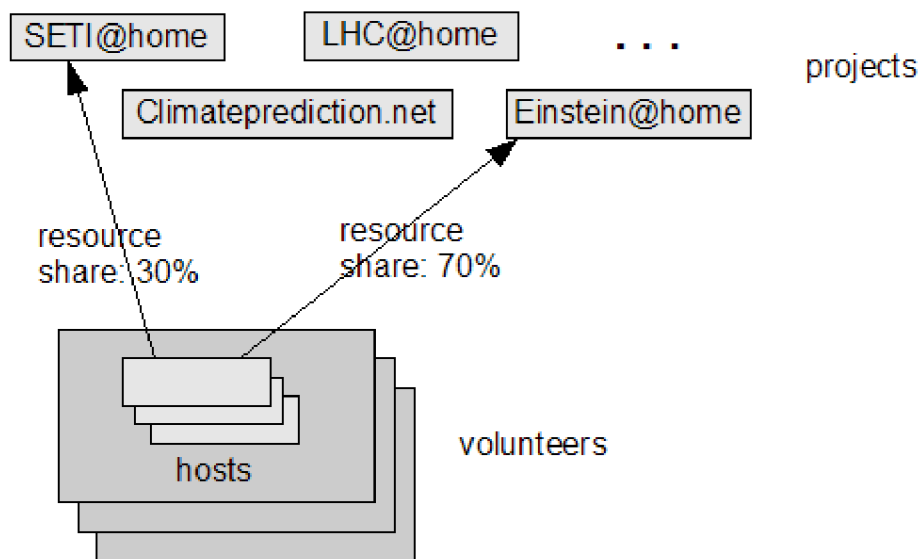 SETI@home
LHC@home
. . .
projects
Climateprediction.net
Einstein@home
resource
share: 30%
resource
share: 70%
volunteers
hosts